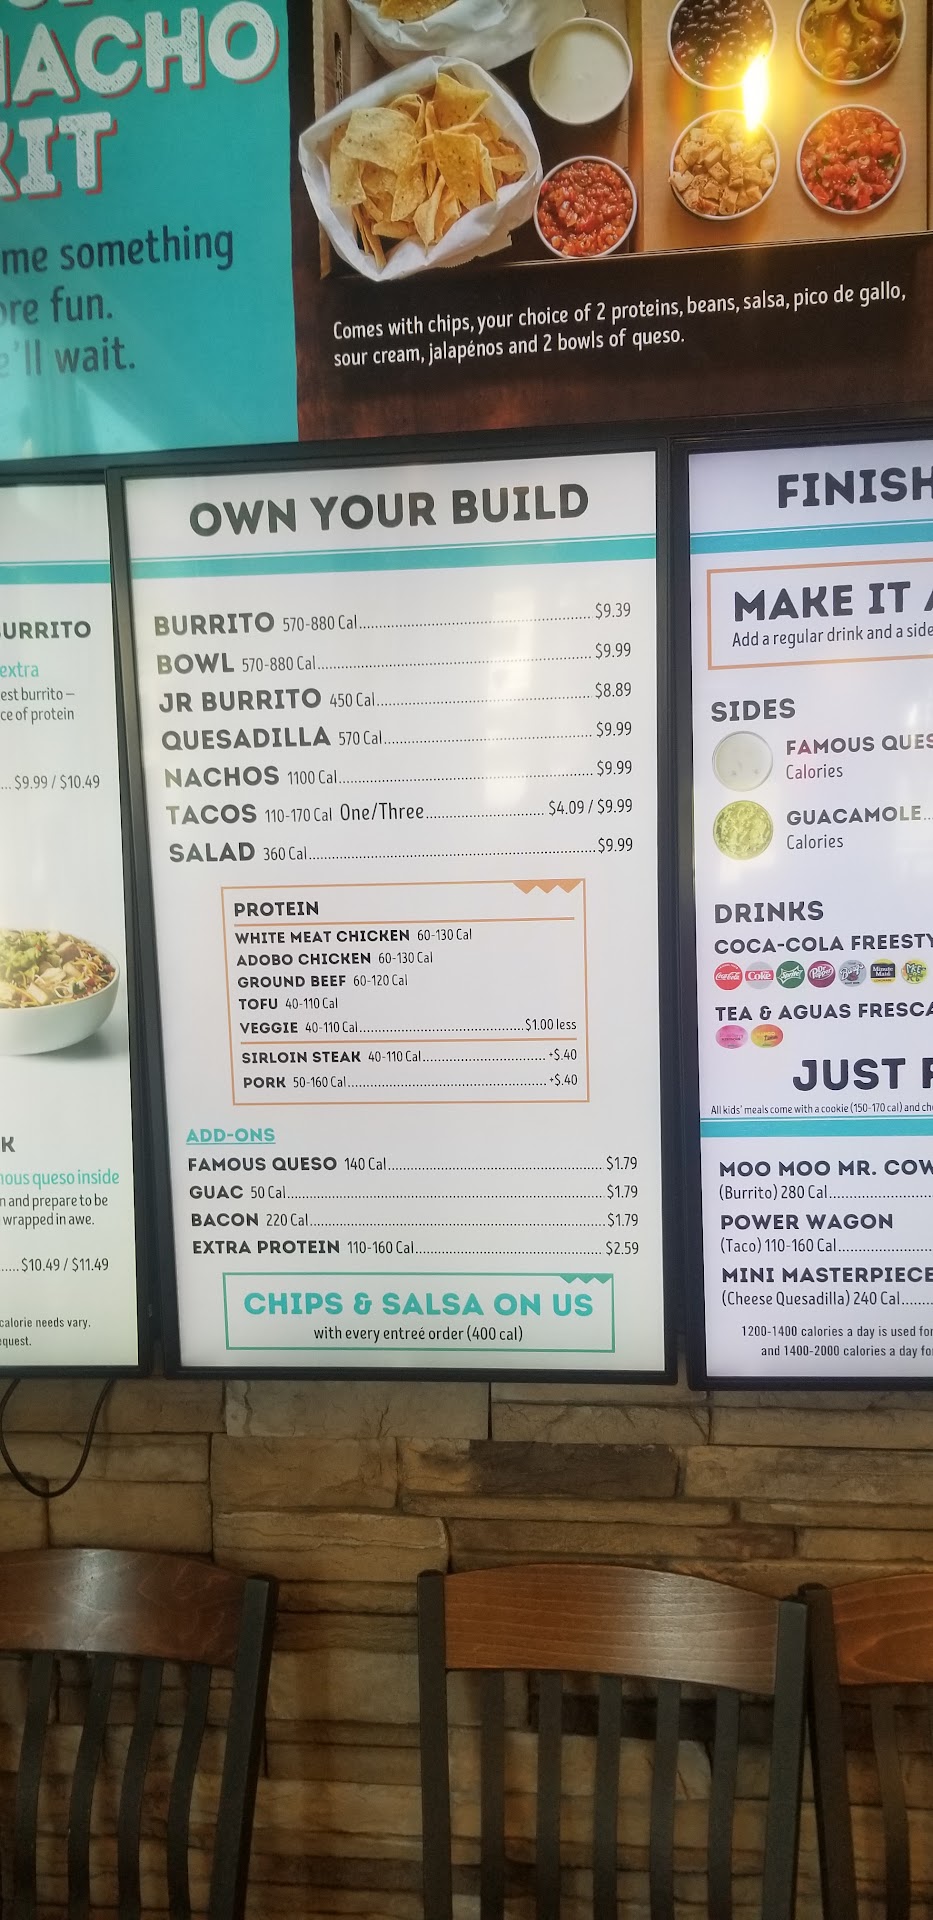 NACHO
KIT
me something
fun.
wait.
Comes with chips, your choice of 2 proteins, beans, salsa, pico de gallo,
sour cream, jalapénos and 2 bowls of queso.
BURRITO
extra
burrito –
of protein
... $9.99 / $10.49
K
queso inside
and prepare to be
wrapped in awe.
..... $10.49 / $11.49
calorie needs vary.
OWN YOUR BUILD
BURRITO 570-880 Cal........ $9.39
BOWL 570-880 Cal........ $9.99
JR BURRITO 450 Cal........ $8.89
QUESADILLA 570 Cal........ $9.99
NACHOS 1100 Cal........ $9.99
TACOS 110-170 Cal One/Three........ $4.09 / $9.99
SALAD 360 Cal........ $9.99
PROTEIN
WHITE MEAT CHICKEN 60-130 Cal
ADOBO CHICKEN 60-130 Cal
GROUND BEEF 60-120 Cal
TOFU 40-110 Cal
VEGGIE 40-110 Cal........ $1.00 less
SIRLOIN STEAK 40-110 Cal........ +$.40
PORK 50-160 Cal........ +$.40
ADD-ONS
FAMOUS QUESO 140 Cal........ $1.79
GUAC 50 Cal........ $1.79
BACON 220 Cal........ $1.79
EXTRA PROTEIN 110-160 Cal........ $2.59
CHIPS & SALSA ON US
with every entreé order (400 cal)
FINISH
MAKE IT A
Add a regular drink and a side
SIDES
FAMOUS QUES
Calories
GUACAMOLE..
Calories
DRINKS
COCA-COLA FREESTY
Coca-Cola Coke Sprite Dr Pepper Barq's Minute Maid
TEA & AGUAS FRESCA
JUST
All kids' meals come with a cookie (150-170 cal) and
MOO MOO MR. COW
(Burrito) 280 Cal........
POWER WAGON
(Taco) 110-160 Cal........
MINI MASTERPIECE
(Cheese Quesadilla) 240 Cal.......
1200-1400 calories a day is used for
and 1400-2000 calories a day